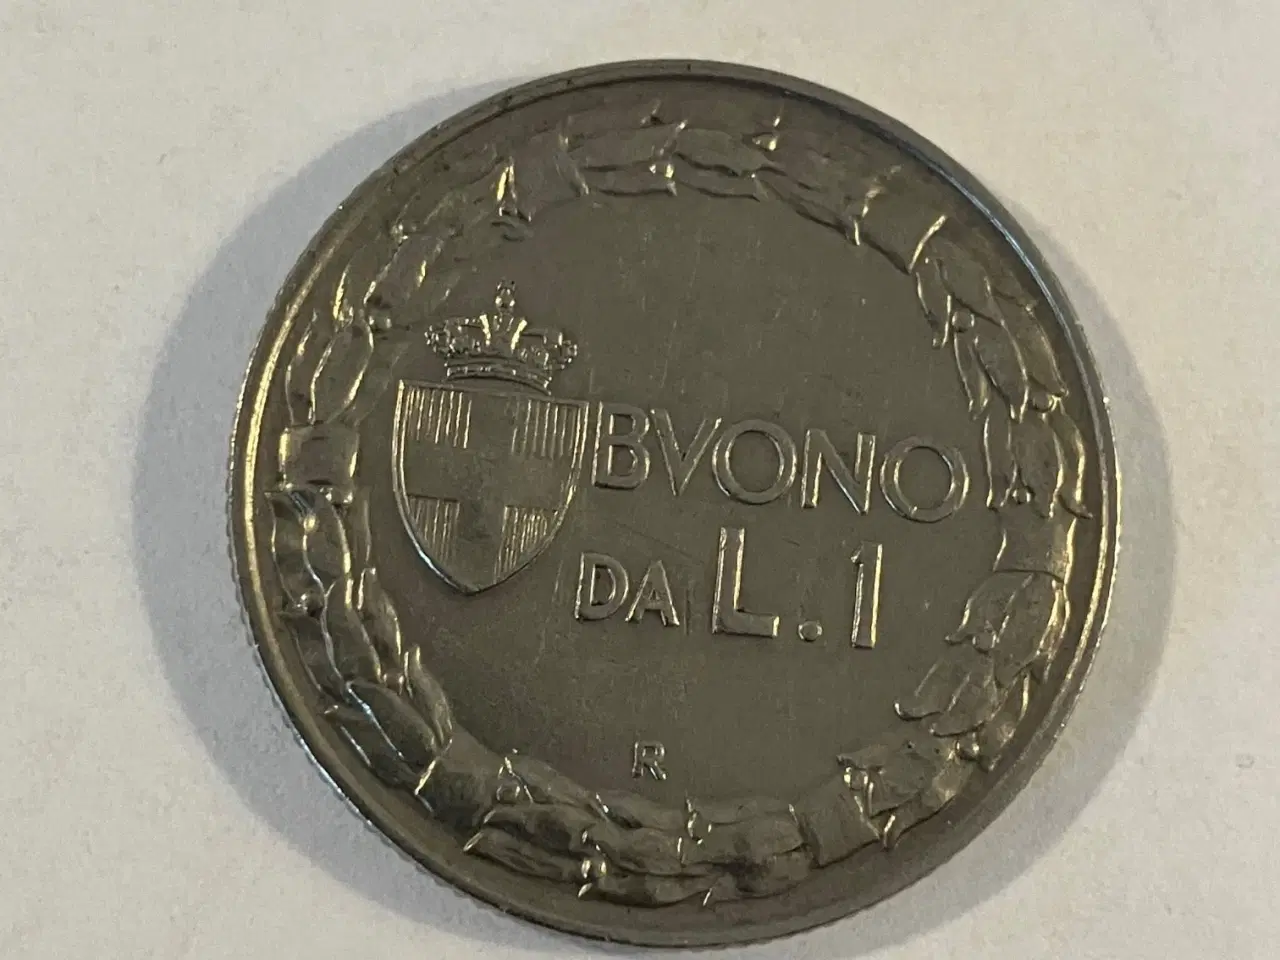 BVONO
DA L. 1
R